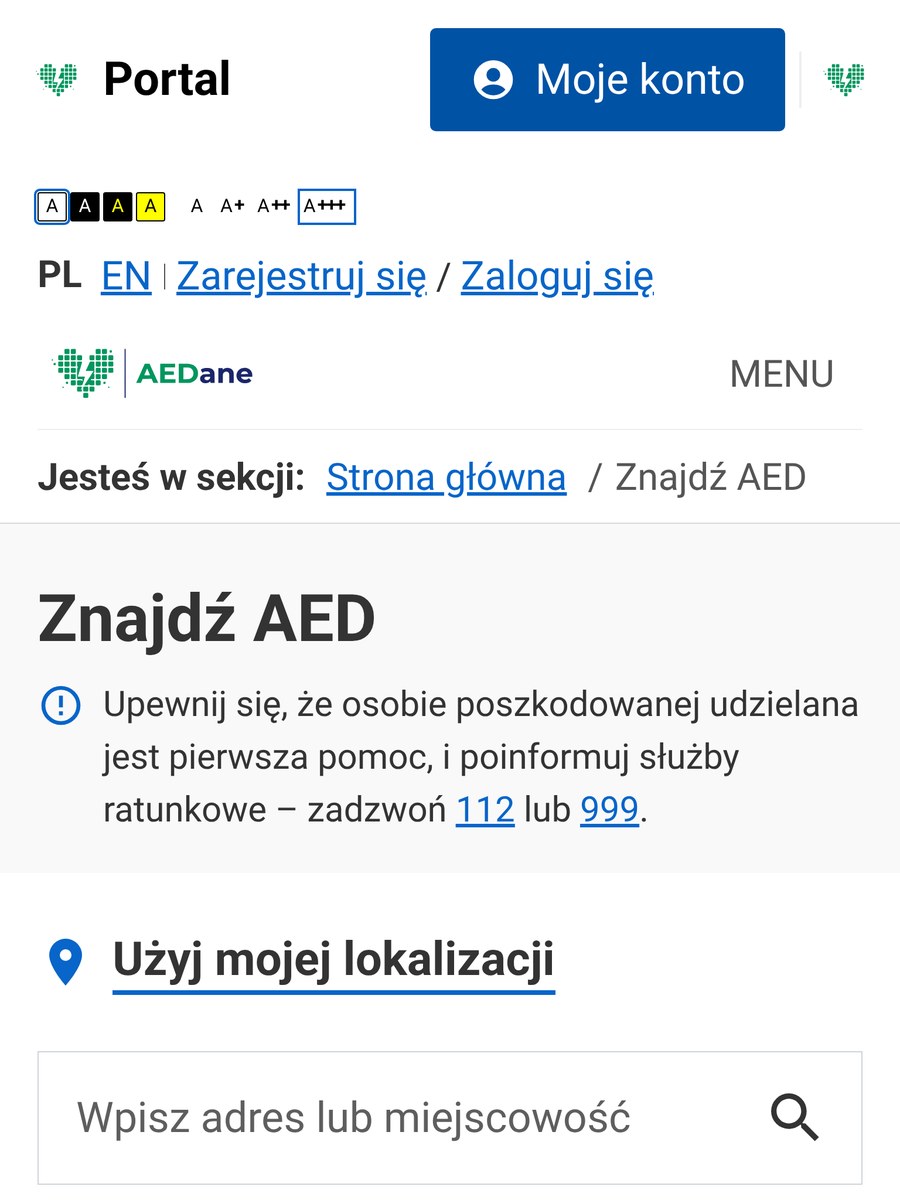 Portal
Moje konto
A A A A A A+ A++ A+++
PL EN | Zarejestruj się / Zaloguj się
AEDane
MENU
Jesteś w sekcji: Strona główna / Znajdź AED
Znajdź AED
Upewnij się, że osobie poszkodowanej udzielana
jest pierwsza pomoc, i poinformuj służby
ratunkowe – zadzwoń 112 lub 999.
Użyj mojej lokalizacji
Wpisz adres lub miejscowość